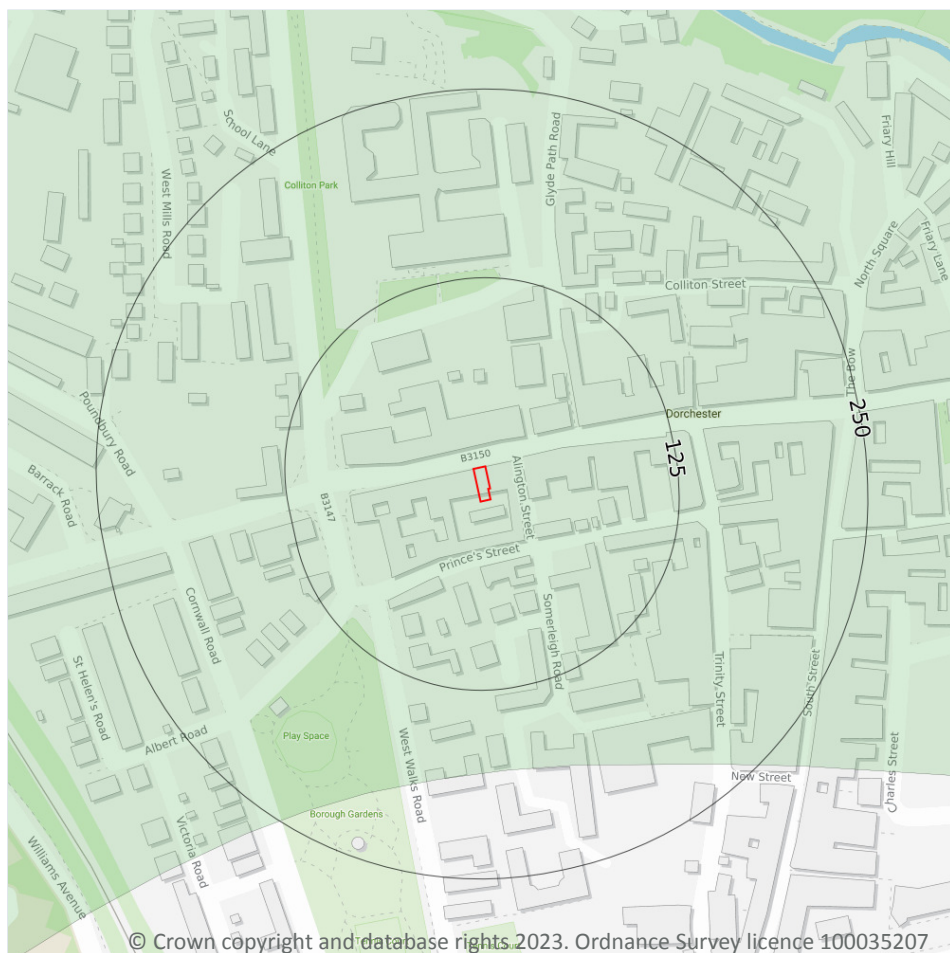 School Lane
Glyde Path Road
Friary Hill
West Mills Road
Colliton Park
North Square
Friary Lane
Colliton Street
The Bow
Poundbury Road
Dorchester
250
B3150
125
Barrack Road
Alington Street
B3147
Prince's Street
Cornwall Road
Somerleigh Road
St Helen's Road
Trinity Street
South Street
Albert Road
Play Space
West Walks Road
Charles Street
New Street
Borough Gardens
Victoria Road
Williams Avenue
© Crown copyright and database rights 2023. Ordnance Survey licence 100035207